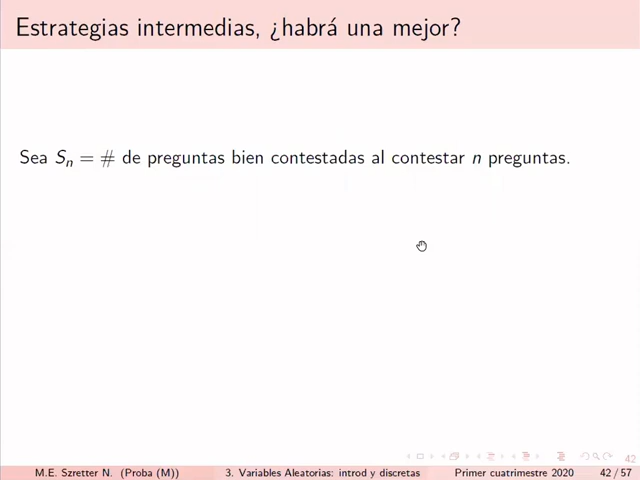 Estrategias intermedias, ¿habrá una mejor?
Sea Sn = # de preguntas bien contestadas al contestar n preguntas.
42
M.E. Szretter N. (Proba (M)) 3. Variables Aleatorias: introd y discretas Primer cuatrimestre 2020 42 / 57